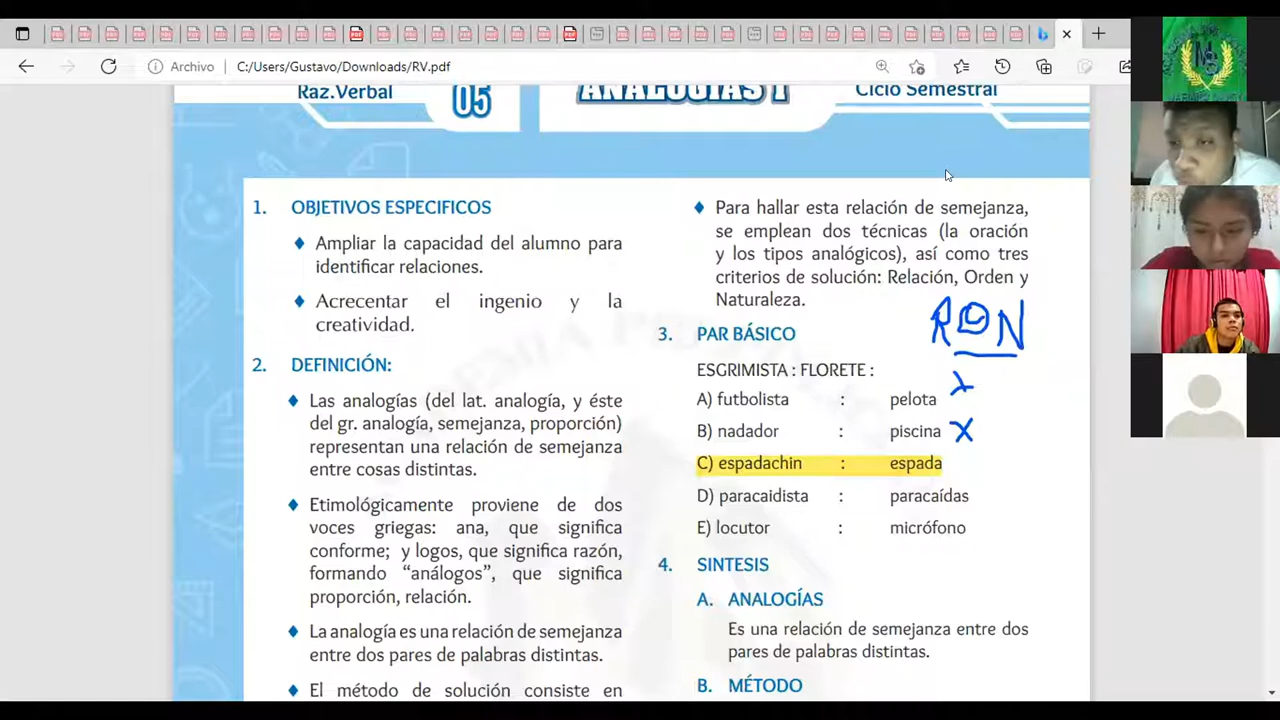 Archivo
C:/Users/Gustavo/Downloads/RV.pdf
Raz.Verbal
05
ANALOGÍAS I
Ciclo Semestral
1. OBJETIVOS ESPECIFICOS
♦ Ampliar la capacidad del alumno para
identificar relaciones.
♦ Acrecentar el ingenio y la
creatividad.
2. DEFINICIÓN:
♦ Las analogías (del lat. analogía, y éste
del gr. analogía, semejanza, proporción)
representan una relación de semejanza
entre cosas distintas.
♦ Etimológicamente proviene de dos
voces griegas: ana, que significa
conforme; y logos, que significa razón,
formando “análogos”, que significa
proporción, relación.
♦ La analogía es una relación de semejanza
entre dos pares de palabras distintas.
♦ El método de solución consiste en
♦ Para hallar esta relación de semejanza,
se emplean dos técnicas (la oración
y los tipos analógicos), así como tres
criterios de solución: Relación, Orden y
Naturaleza.
RON
3. PAR BÁSICO
ESGRIMISTA : FLORETE :
A) futbolista : pelota x
B) nadador : piscina x
C) espadachin : espada
D) paracaidista : paracaídas
E) locutor : micrófono
4. SINTESIS
A. ANALOGÍAS
Es una relación de semejanza entre dos
pares de palabras distintas.
B. MÉTODO